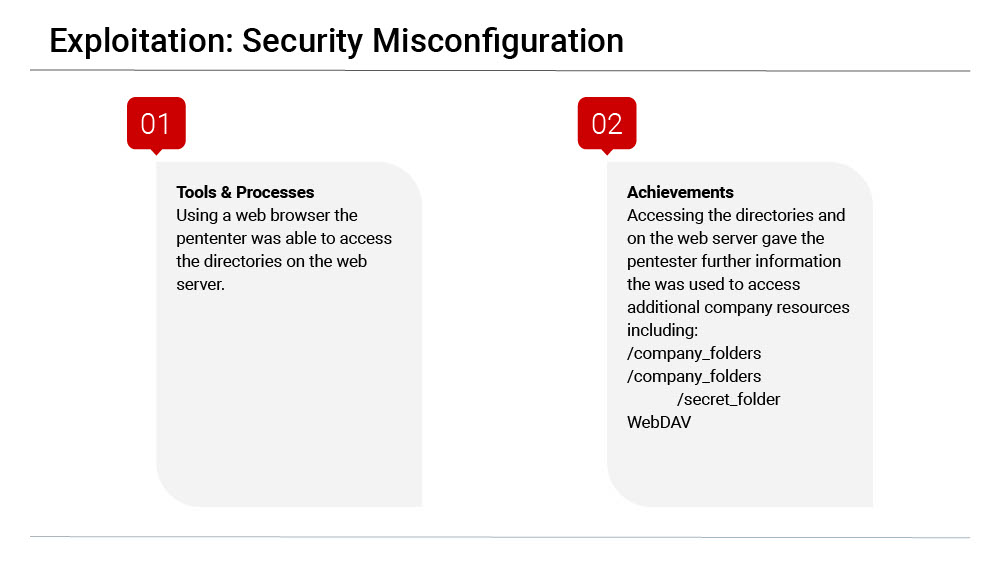 Exploitation: Security Misconfiguration
01
Tools & Processes
Using a web browser the
pententer was able to access
the directories on the web
server.
02
Achievements
Accessing the directories and
on the web server gave the
pentester further information
the was used to access
additional company resources
including:
/company_folders
/company_folders
/secret_folder
WebDAV